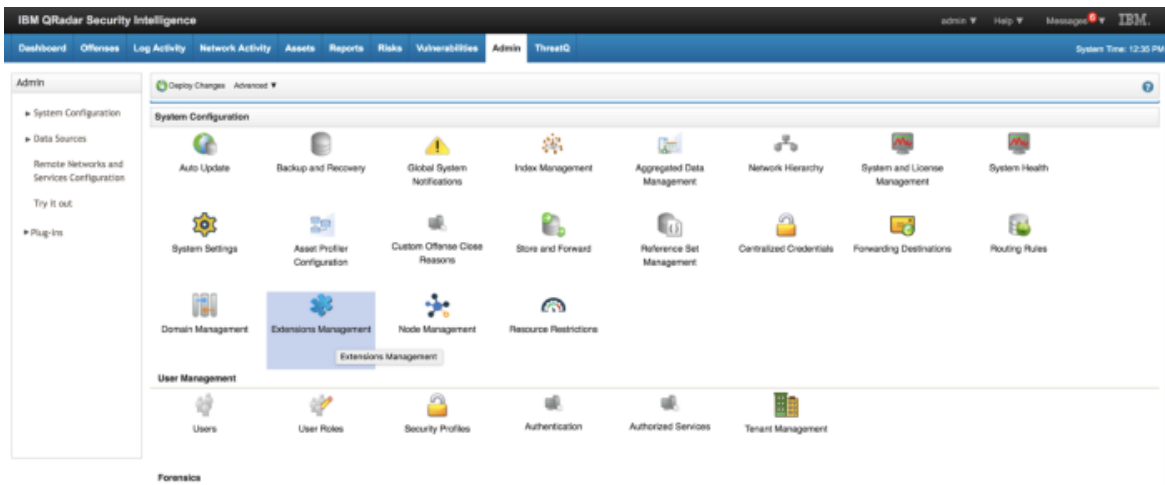 IBM QRadar Security Intelligence
admin ▼ Help ▼ Messages 6 ▼ IBM.
Dashboard Offenses Log Activity Network Activity Assets Reports Risks Vulnerabilities Admin ThreatQ
System Time: 12:35 PM
Admin
Deploy Changes Advanced ▼
?
▸ System Configuration
▸ Data Sources
Remote Networks and
Services Configuration
Try it out
▸ Plug-ins
System Configuration
Auto Update
Backup and Recovery
Global System
Notifications
Index Management
Aggregated Data
Management
Network Hierarchy
System and License
Management
System Health
System Settings
Asset Profiler
Configuration
Custom Offense Close
Reasons
Store and Forward
Reference Set
Management
Centralized Credentials
Forwarding Destinations
Routing Rules
Domain Management
Extensions Management
Node Management
Resource Restrictions
Extensions Management
User Management
Users
User Roles
Security Profiles
Authentication
Authorized Services
Tenant Management
Forensics